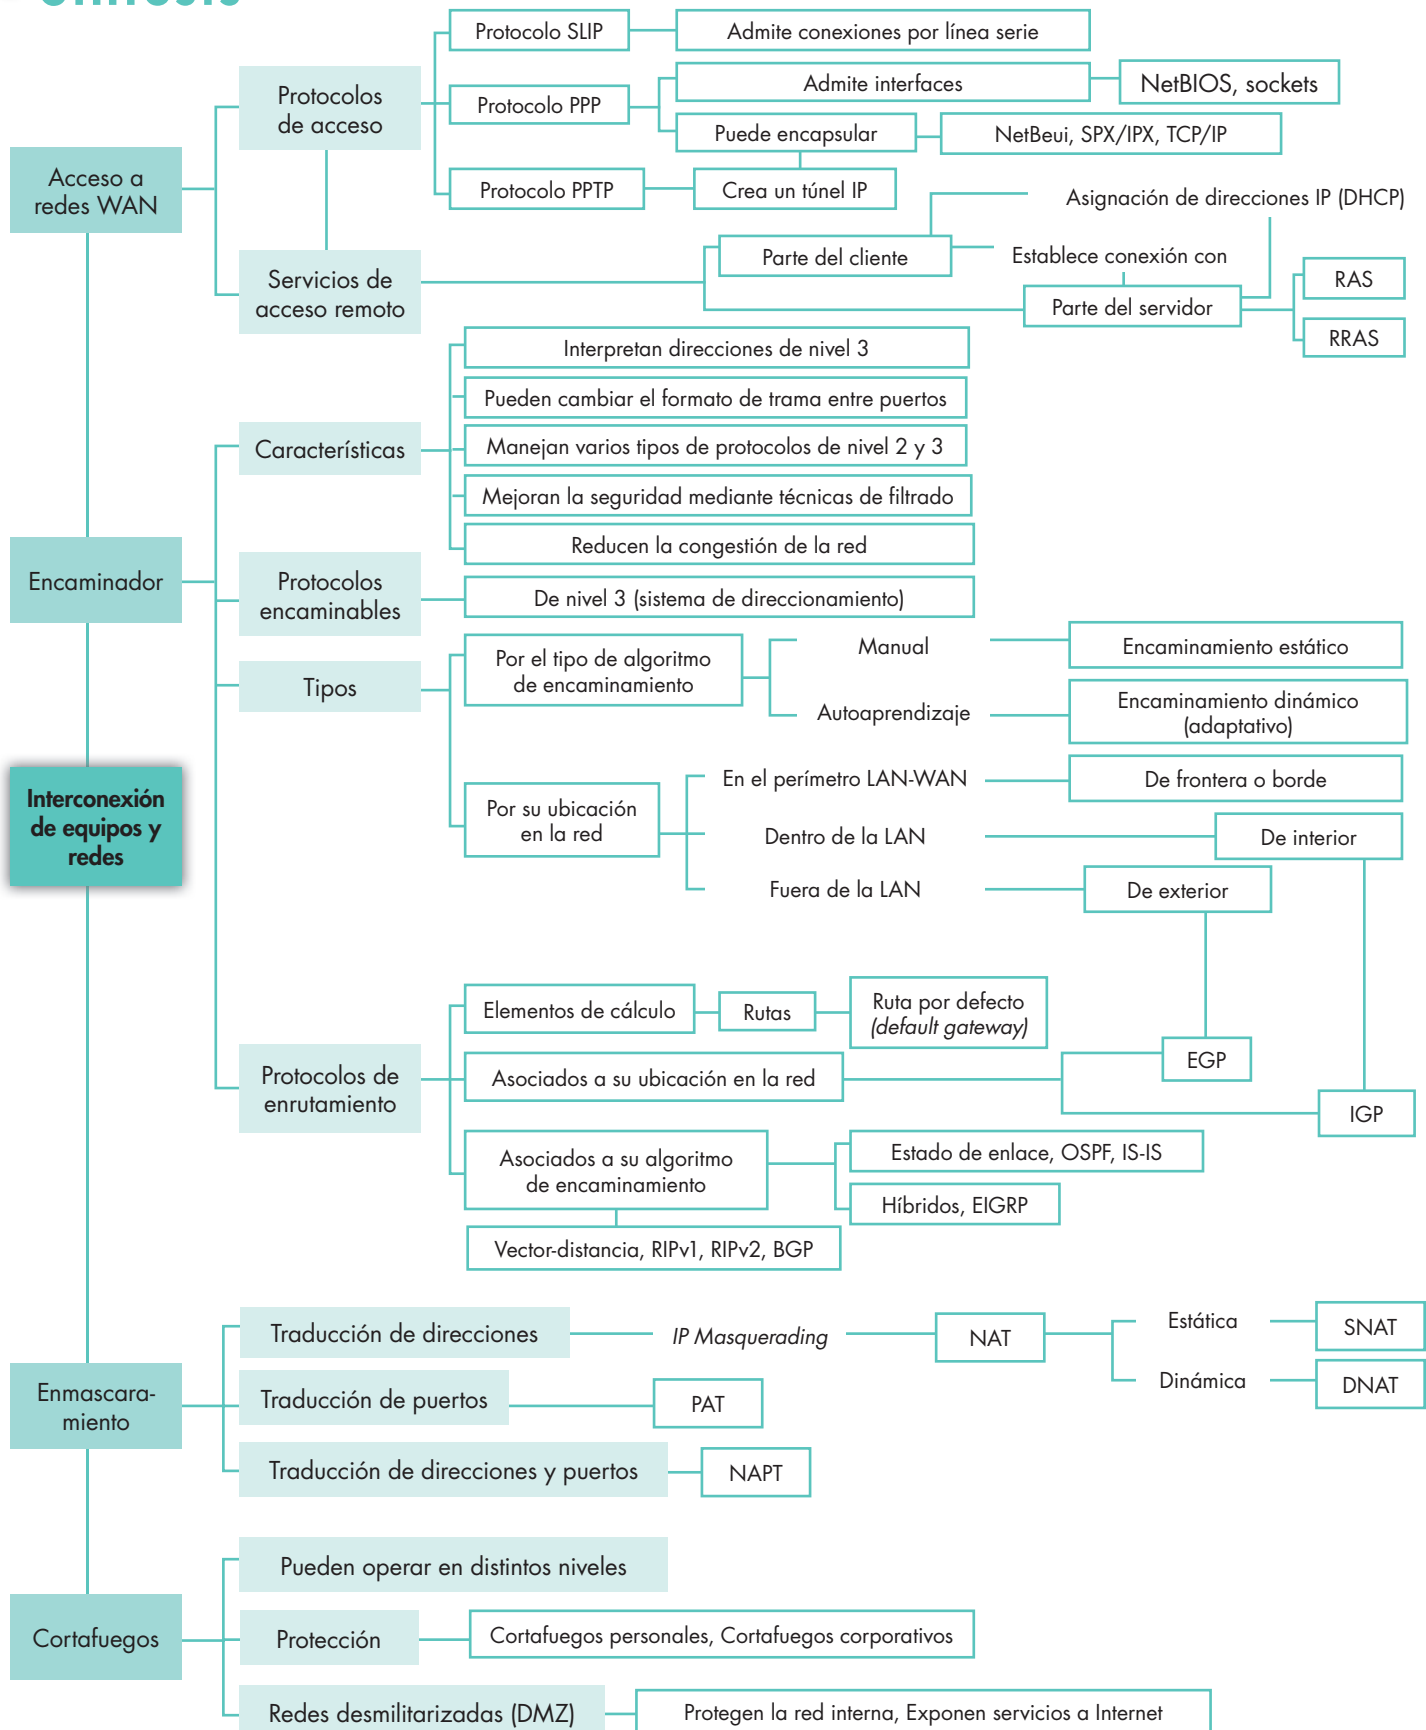 Protocolo SLIP
Admite conexiones por línea serie
Protocolos
de acceso
Admite interfaces
NetBIOS, sockets
Protocolo PPP
Puede encapsular
NetBeui, SPX/IPX, TCP/IP
Acceso a
redes WAN
Protocolo PPTP
Crea un túnel IP
Asignación de direcciones IP (DHCP)
Parte del cliente
Establece conexión con
Servicios de
acceso remoto
Parte del servidor
RAS
RRAS
Interpretan direcciones de nivel 3
Pueden cambiar el formato de trama entre puertos
Características
Manejan varios tipos de protocolos de nivel 2 y 3
Mejoran la seguridad mediante técnicas de filtrado
Reducen la congestión de la red
Encaminador
Protocolos
encaminables
De nivel 3 (sistema de direccionamiento)
Tipos
Por el tipo de algoritmo
de encaminamiento
Manual
Encaminamiento estático
Autoaprendizaje
Encaminamiento dinámico
(adaptativo)
Interconexión
de equipos y
redes
Por su ubicación
en la red
En el perímetro LAN-WAN
De frontera o borde
Dentro de la LAN
De interior
Fuera de la LAN
De exterior
Elementos de cálculo
Rutas
Ruta por defecto
(default gateway)
Protocolos de
enrutamiento
Asociados a su ubicación en la red
EGP
IGP
Asociados a su algoritmo
de encaminamiento
Estado de enlace, OSPF, IS-IS
Híbridos, EIGRP
Vector-distancia, RIPv1, RIPv2, BGP
Enmascara-
miento
Traducción de direcciones
IP Masquerading
NAT
Estática
SNAT
Dinámica
DNAT
Traducción de puertos
PAT
Traducción de direcciones y puertos
NAPT
Pueden operar en distintos niveles
Cortafuegos
Protección
Cortafuegos personales, Cortafuegos corporativos
Redes desmilitarizadas (DMZ)
Protegen la red interna, Exponen servicios a Internet